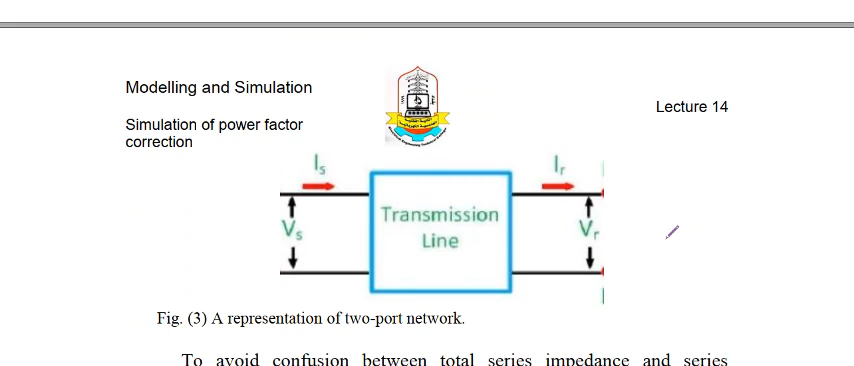 Modelling and Simulation
Lecture 14
Simulation of power factor
correction
Is
Ir
Transmission
Line
Vs
Vr
Fig. (3) A representation of two-port network.
To avoid confusion between total series impedance and series